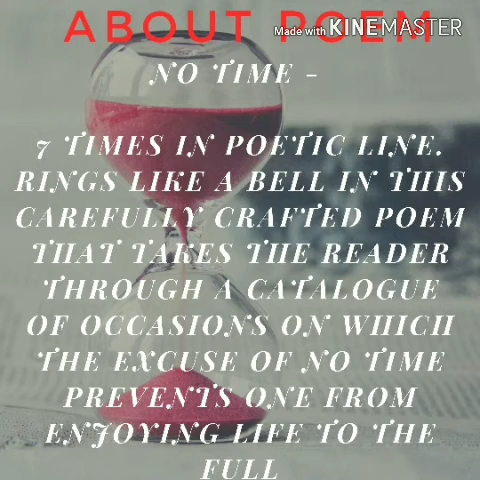 ABOUT POEM
Made with KINEMASTER
NO TIME -
7 TIMES IN POETIC LINE.
RINGS LIKE A BELL IN THIS
CAREFULLY CRAFTED POEM
THAT TAKES THE READER
THROUGH A CATALOGUE
OF OCCASIONS ON WHICH
THE EXCUSE OF NO TIME
PREVENTS ONE FROM
ENJOYING LIFE TO THE
FULL